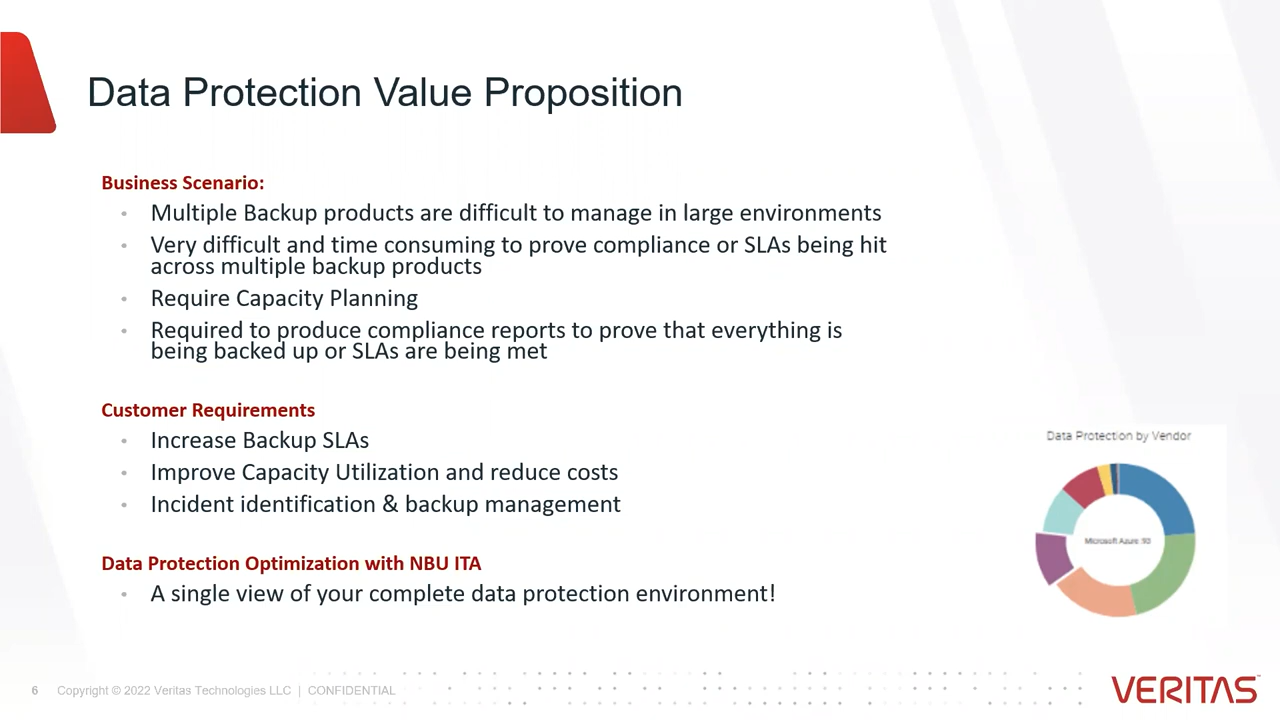 Data Protection Value Proposition
Business Scenario:
• Multiple Backup products are difficult to manage in large environments
• Very difficult and time consuming to prove compliance or SLAs being hit
across multiple backup products
• Require Capacity Planning
• Required to produce compliance reports to prove that everything is
being backed up or SLAs are being met
Customer Requirements
• Increase Backup SLAs
• Improve Capacity Utilization and reduce costs
• Incident identification & backup management
Data Protection Optimization with NBU ITA
• A single view of your complete data protection environment!
Data Protection by Vendor
Microsoft Azure
6 Copyright © 2022 Veritas Technologies LLC | CONFIDENTIAL
VERITAS